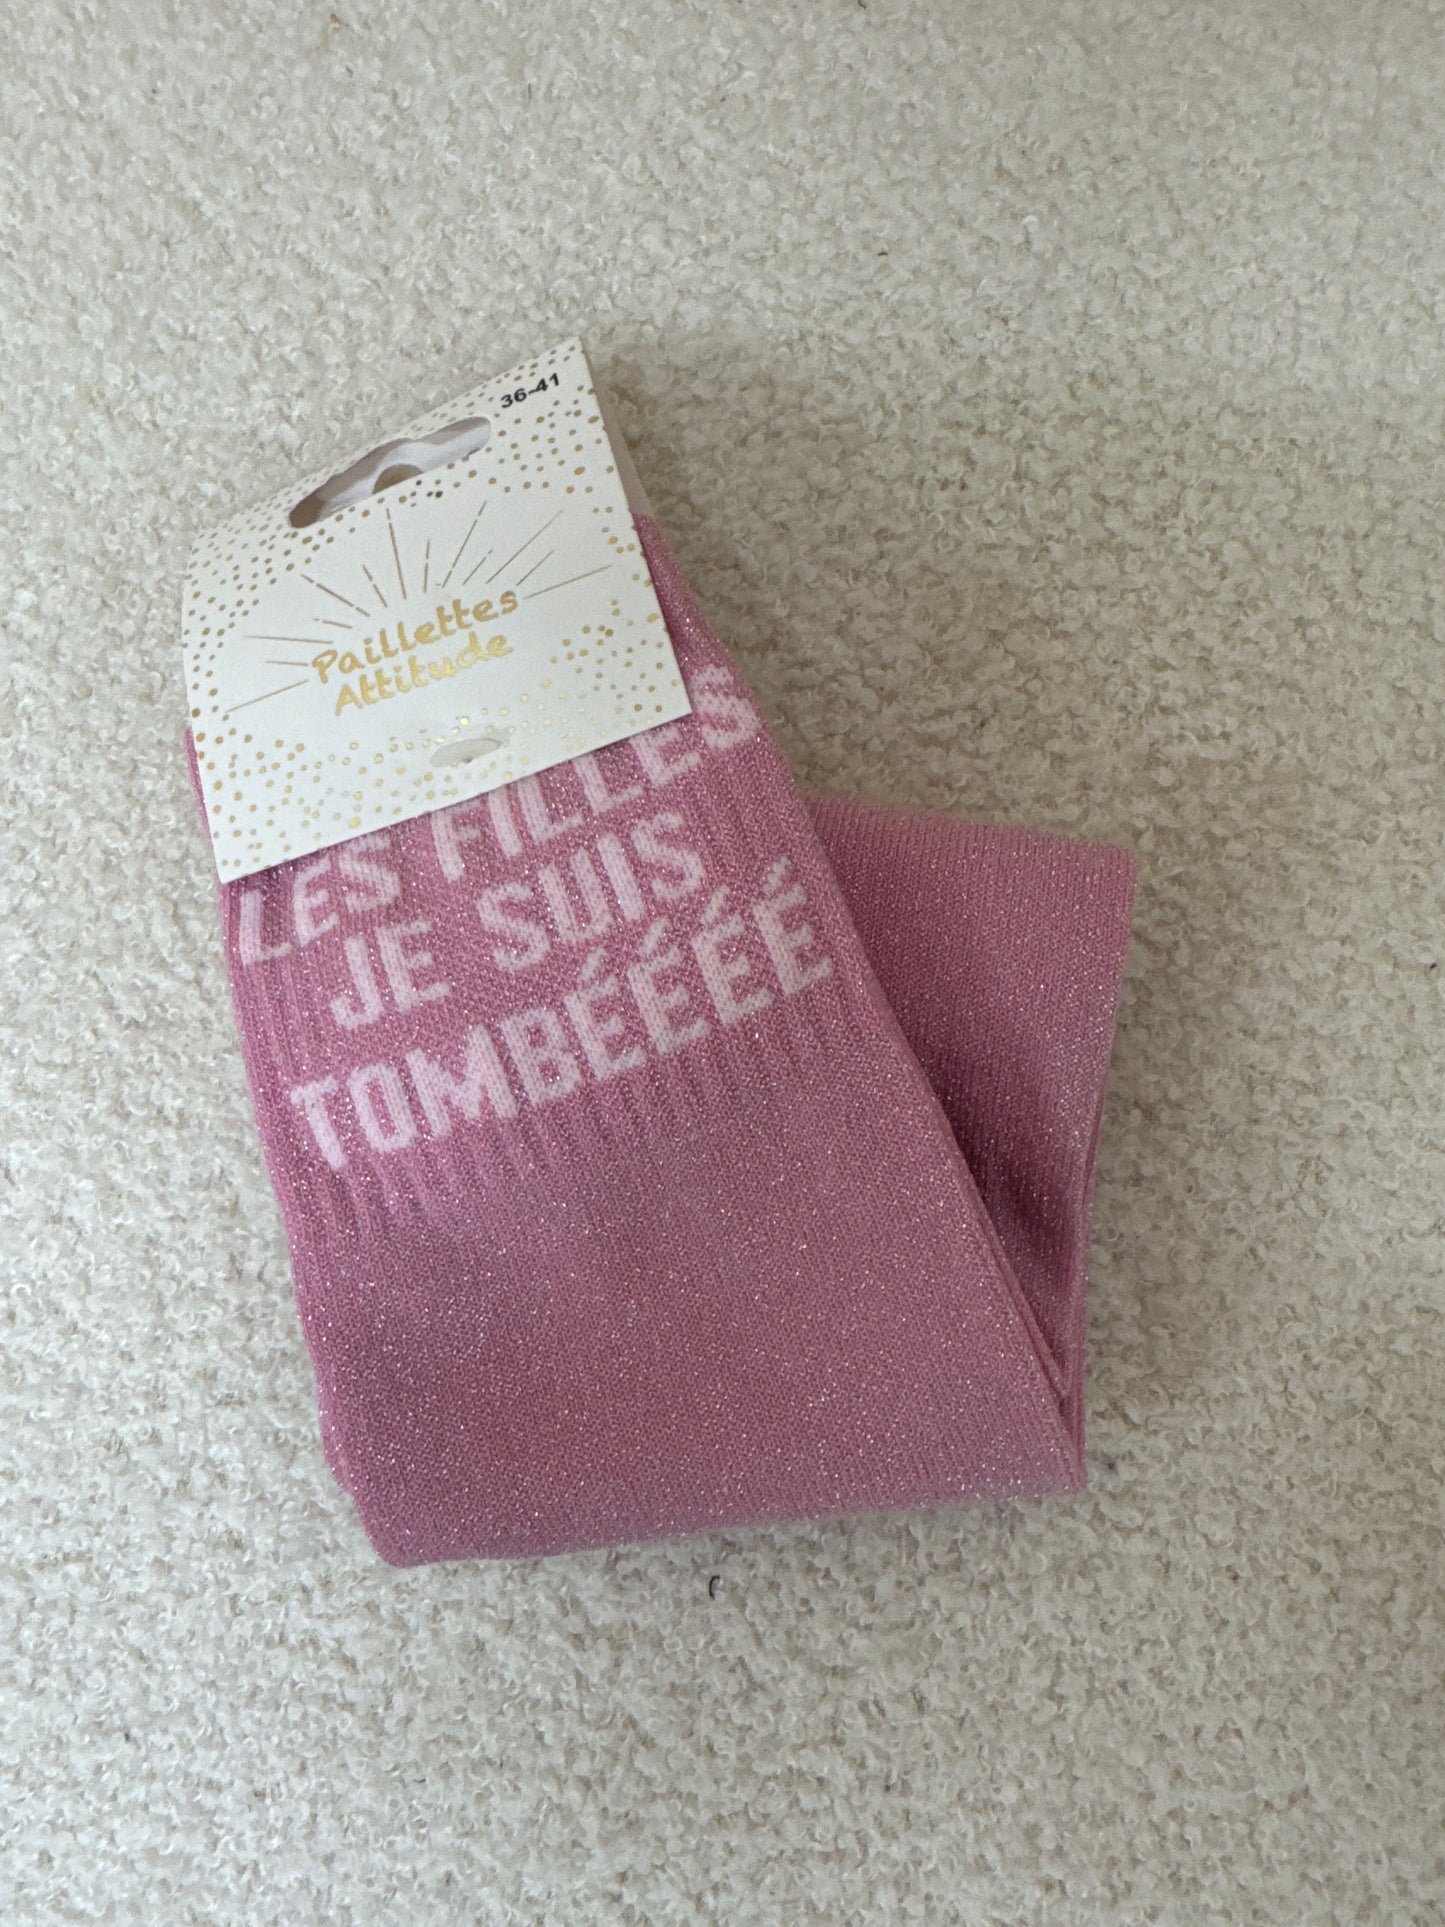 36-41
Paillettes
Attitude
LES FILLES
JE SUIS
TOMBÉÉÉÉ